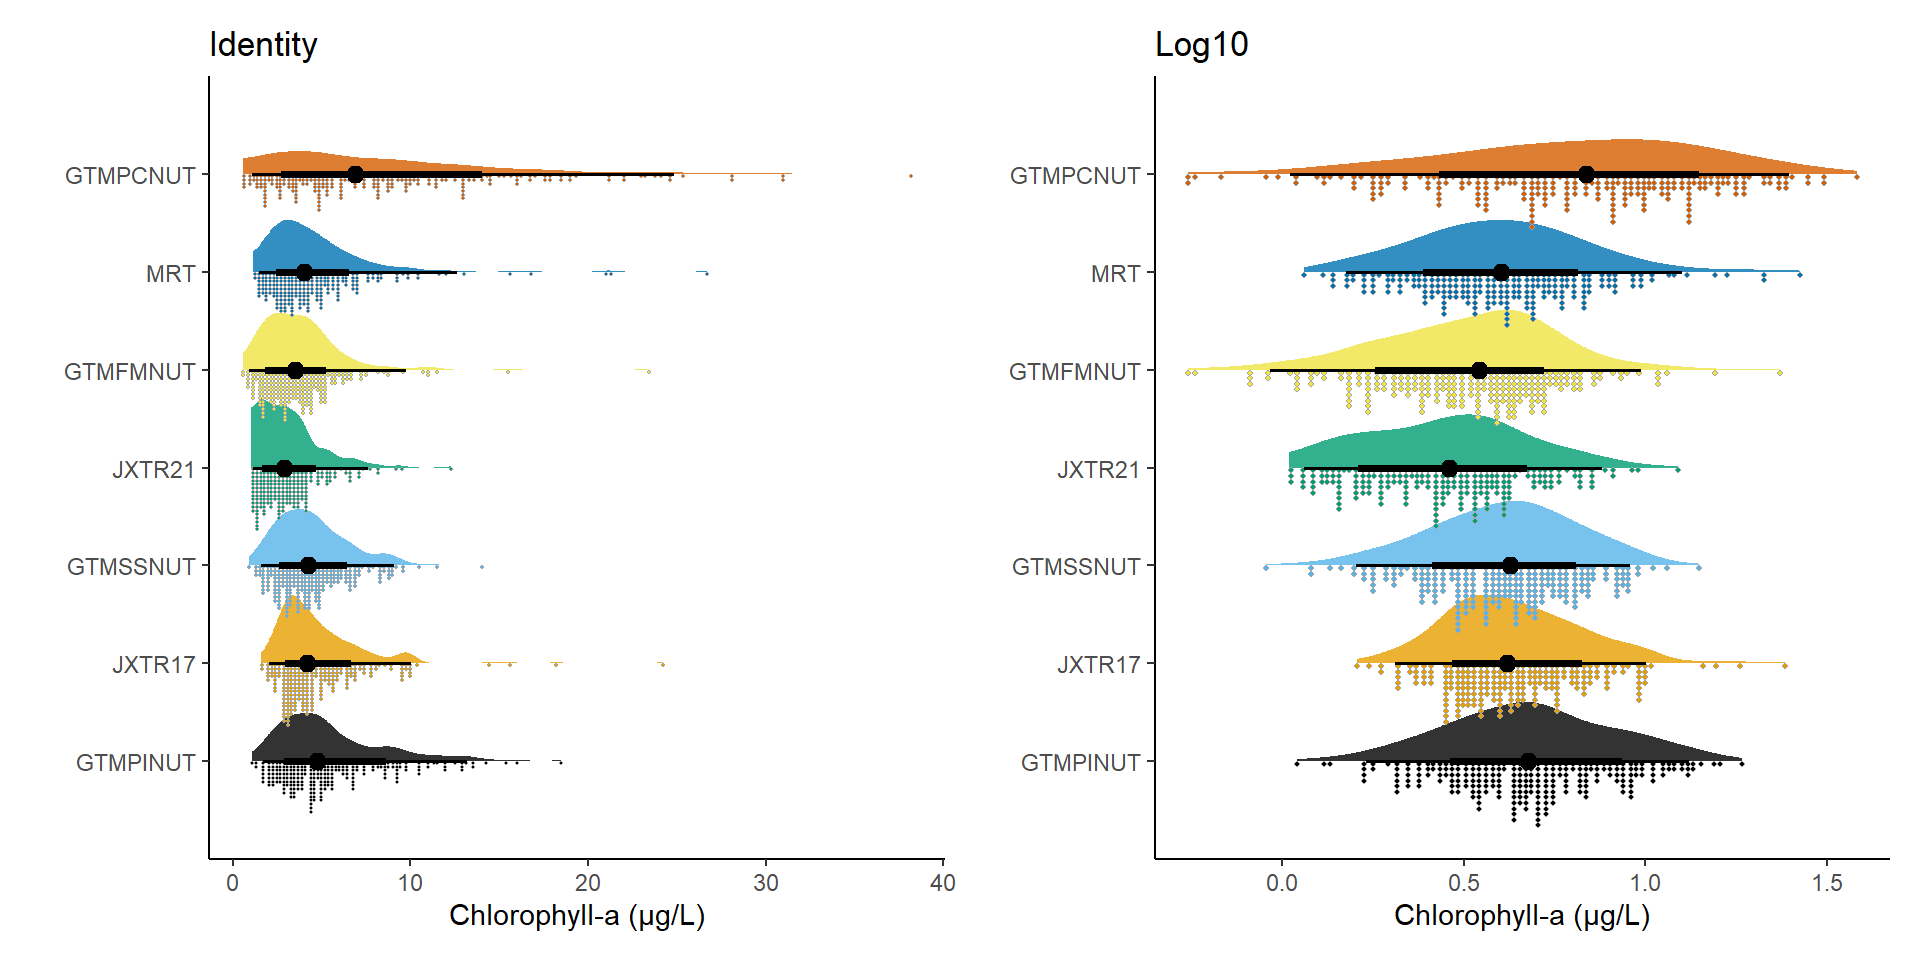 Identity
GTMPCNUT
MRT
GTMFMNUT
JXTR21
GTMSSNUT
JXTR17
GTMPINUT
0 10 20 30 40
Chlorophyll-a (µg/L)
Log10
GTMPCNUT
MRT
GTMFMNUT
JXTR21
GTMSSNUT
JXTR17
GTMPINUT
0.0 0.5 1.0 1.5
Chlorophyll-a (µg/L)